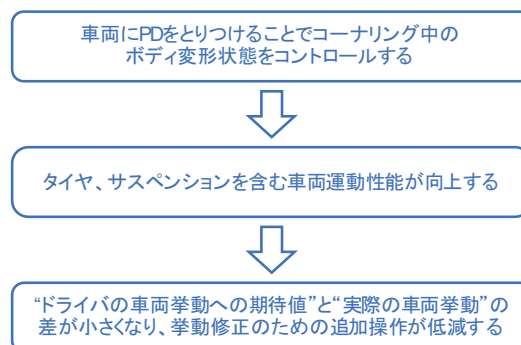 車両にPDをとりつけることでコーナリング中の
ボディ変形状態をコントロールする
タイヤ、サスペンションを含む車両運動性能が向上する
“ドライバの車両挙動への期待値”と“実際の車両挙動”の
差が小さくなり、挙動修正のための追加操作が低減する